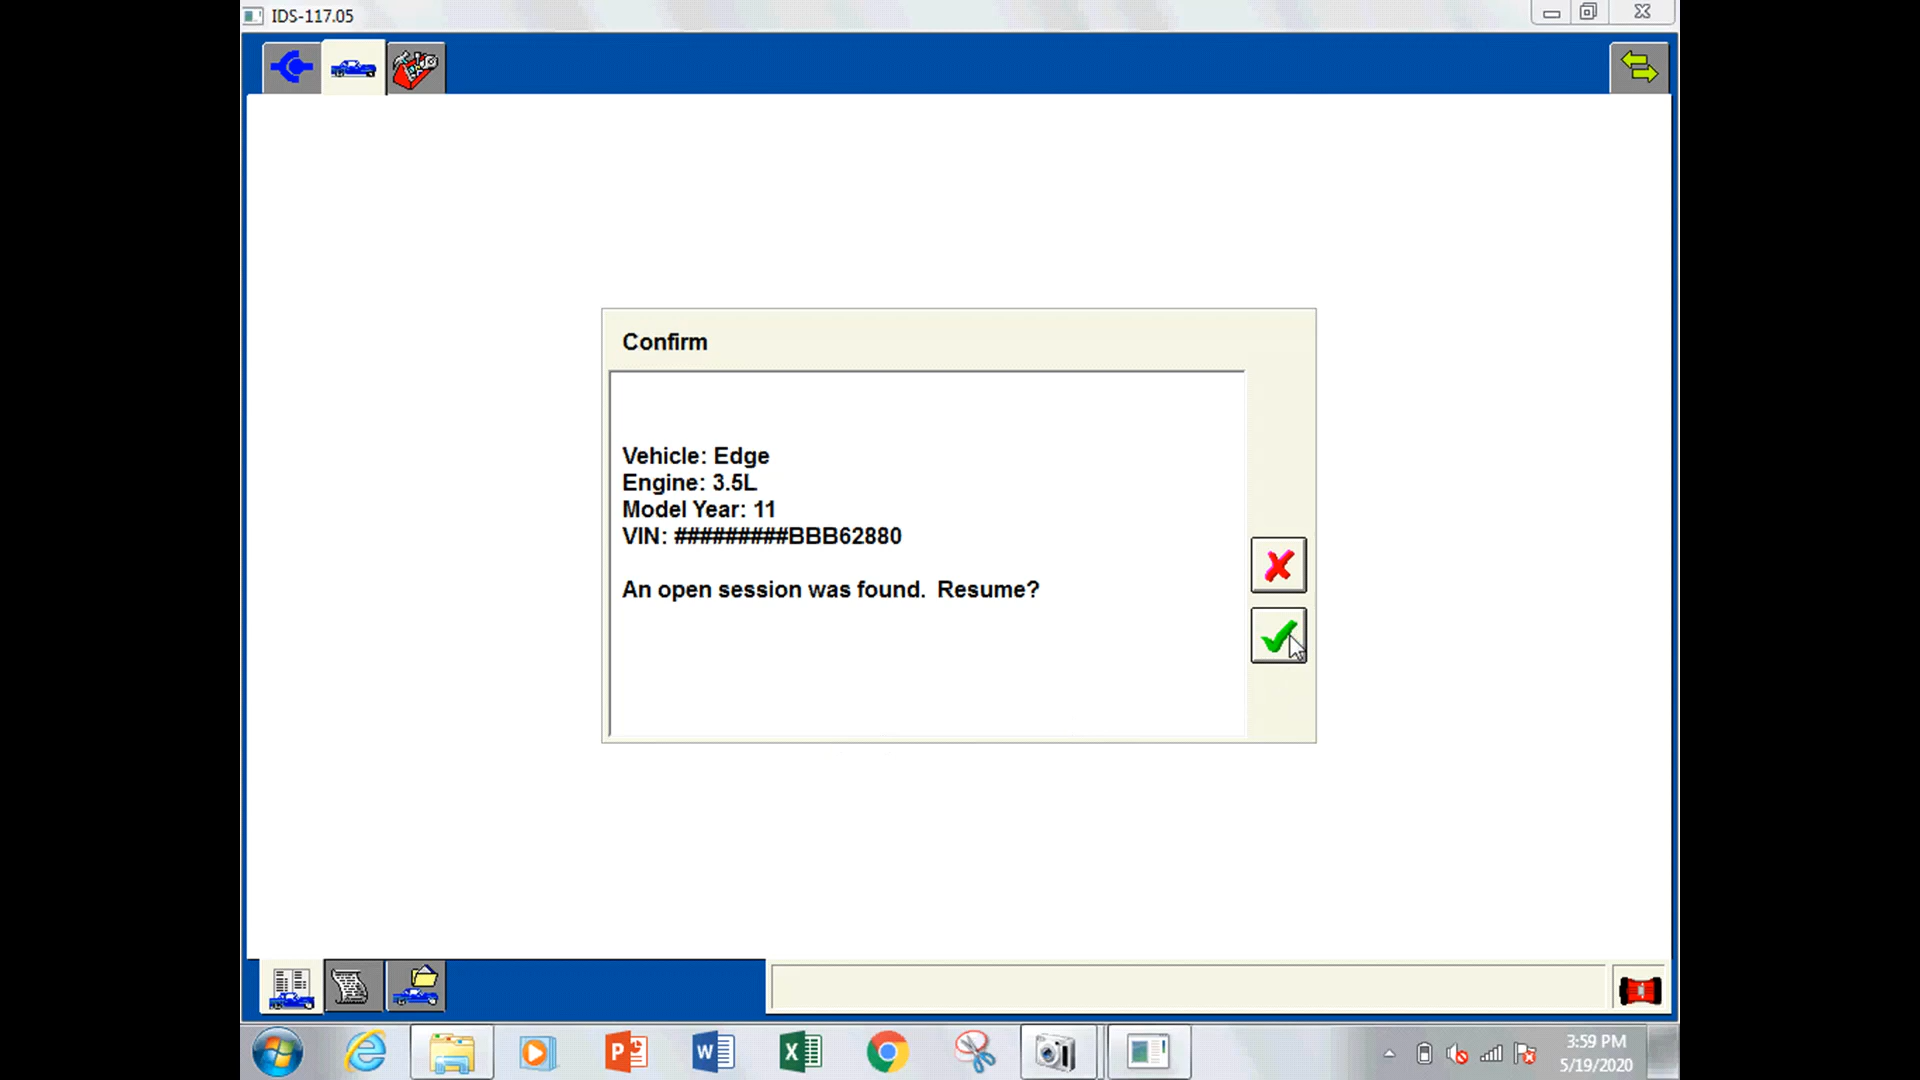 IDS-117.05
Confirm
Vehicle: Edge
Engine: 3.5L
Model Year: 11
VIN: #########BBB62880
An open session was found.  Resume?
3:59 PM
5/19/2020